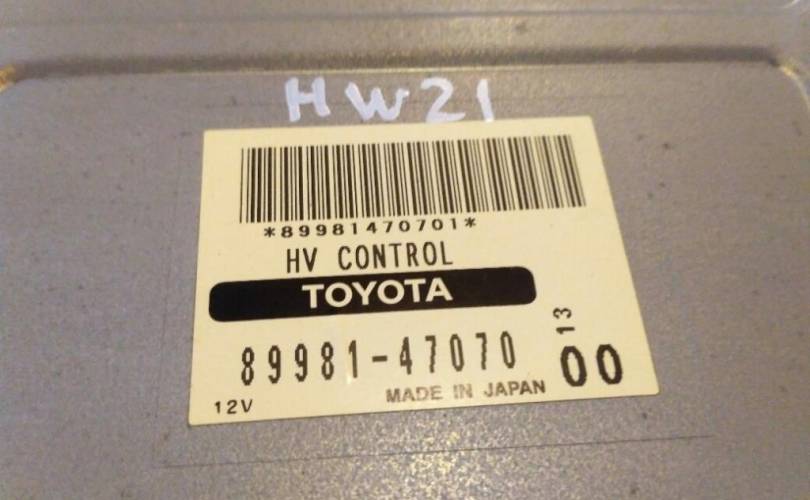 HW21
*89981470701*
HV CONTROL
TOYOTA
89981-47070
13
00
12V
MADE IN JAPAN